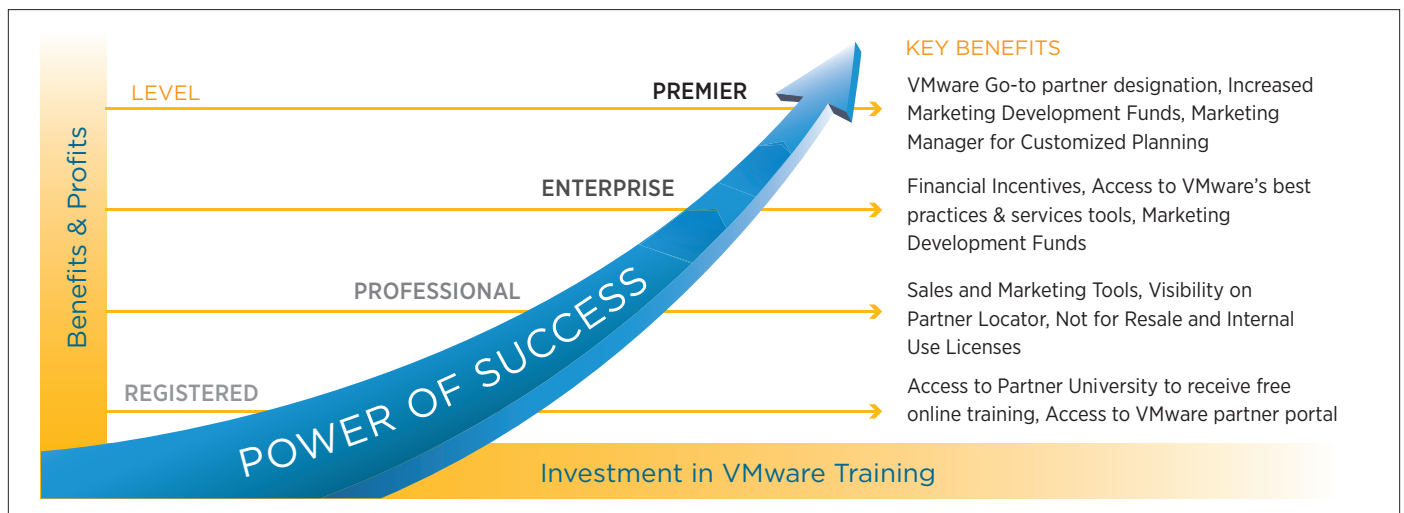 KEY BENEFITS
LEVEL
PREMIER
VMware Go-to partner designation, Increased
Marketing Development Funds, Marketing
Manager for Customized Planning
ENTERPRISE
Financial Incentives, Access to VMware’s best
practices & services tools, Marketing
Development Funds
PROFESSIONAL
Sales and Marketing Tools, Visibility on
Partner Locator, Not for Resale and Internal
Use Licenses
REGISTERED
Access to Partner University to receive free
online training, Access to VMware partner portal
Benefits & Profits
POWER OF SUCCESS
Investment in VMware Training